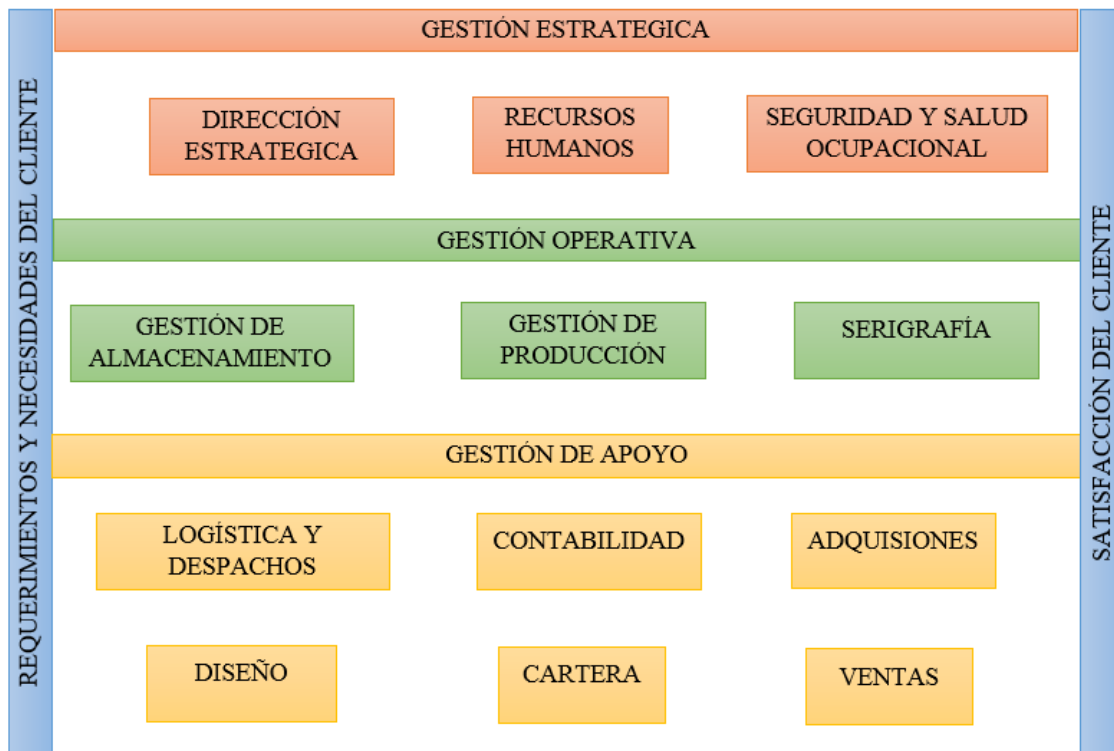 REQUERIMIENTOS Y NECESIDADES DEL CLIENTE
GESTIÓN ESTRATEGICA
DIRECCIÓN
ESTRATEGICA
RECURSOS
HUMANOS
SEGURIDAD Y SALUD
OCUPACIONAL
GESTIÓN OPERATIVA
GESTIÓN DE
ALMACENAMIENTO
GESTIÓN DE
PRODUCCIÓN
SERIGRAFÍA
GESTIÓN DE APOYO
LOGÍSTICA Y
DESPACHOS
CONTABILIDAD
ADQUISIONES
DISEÑO
CARTERA
VENTAS
SATISFACCIÓN DEL CLIENTE